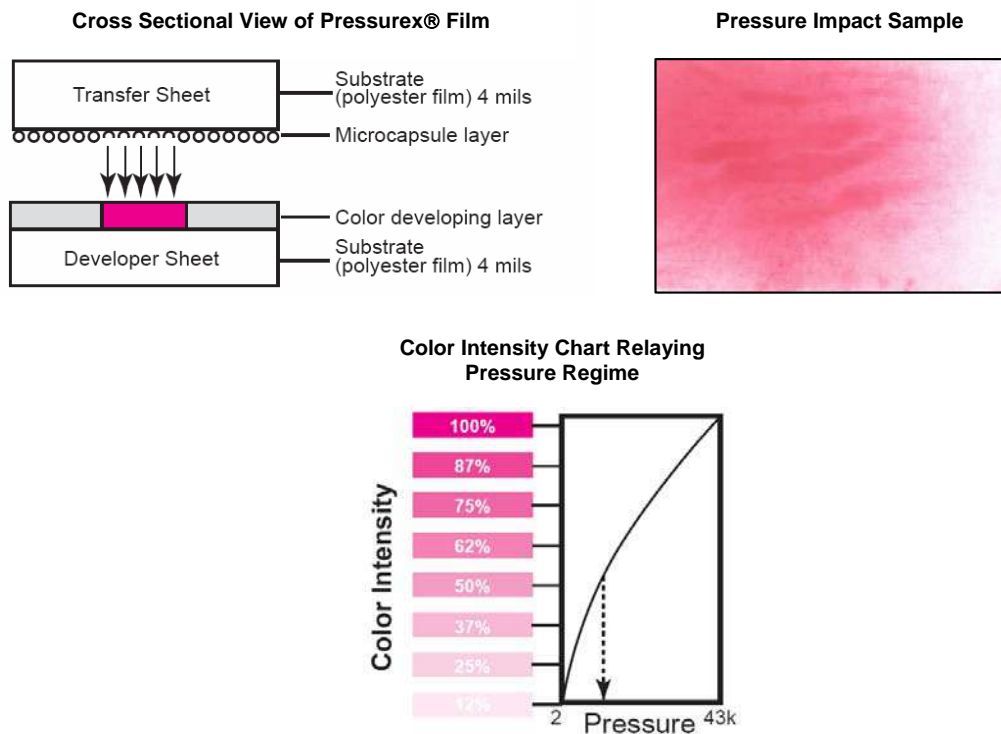 Cross Sectional View of Pressurex® Film
Transfer Sheet
Substrate
(polyester film) 4 mils
Microcapsule layer
Color developing layer
Developer Sheet
Substrate
(polyester film) 4 mils
Pressure Impact Sample
Color Intensity Chart Relaying
Pressure Regime
Color Intensity
100%
87%
75%
62%
50%
37%
25%
12%
2
Pressure
43k